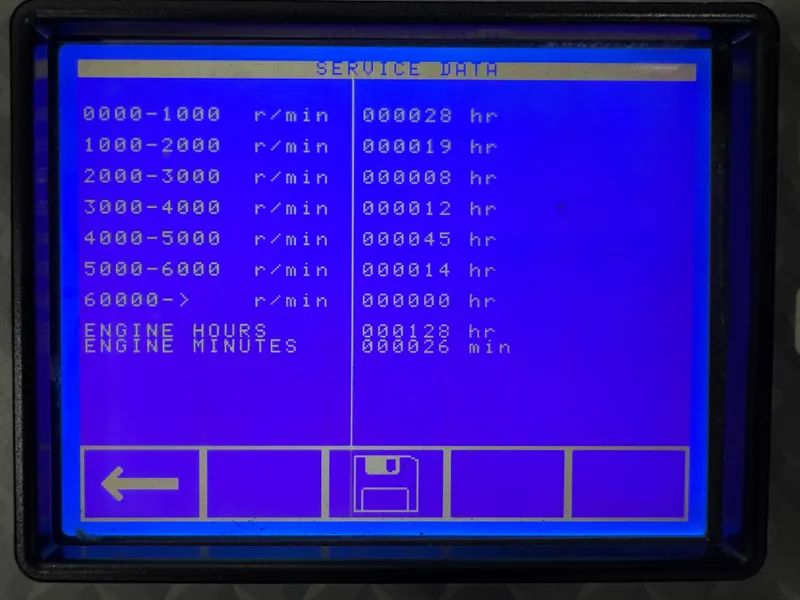 SERVICE DATA
0000-1000 r/min 000028 hr
1000-2000 r/min 000019 hr
2000-3000 r/min 000008 hr
3000-4000 r/min 000012 hr
4000-5000 r/min 000045 hr
5000-6000 r/min 000014 hr
60000-> r/min 000000 hr
ENGINE HOURS 000128 hr
ENGINE MINUTES 000026 min